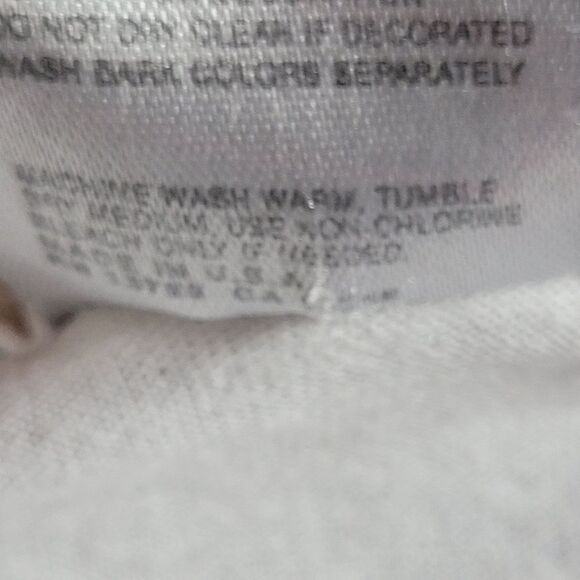 DO NOT DRY CLEAN IF DECORATED
WASH DARK COLORS SEPARATELY
MACHINE WASH WARM, TUMBLE
DRY MEDIUM, USE NON-CHLORINE
BLEACH ONLY IF NEEDED.
MADE IN U.S.A.
CA